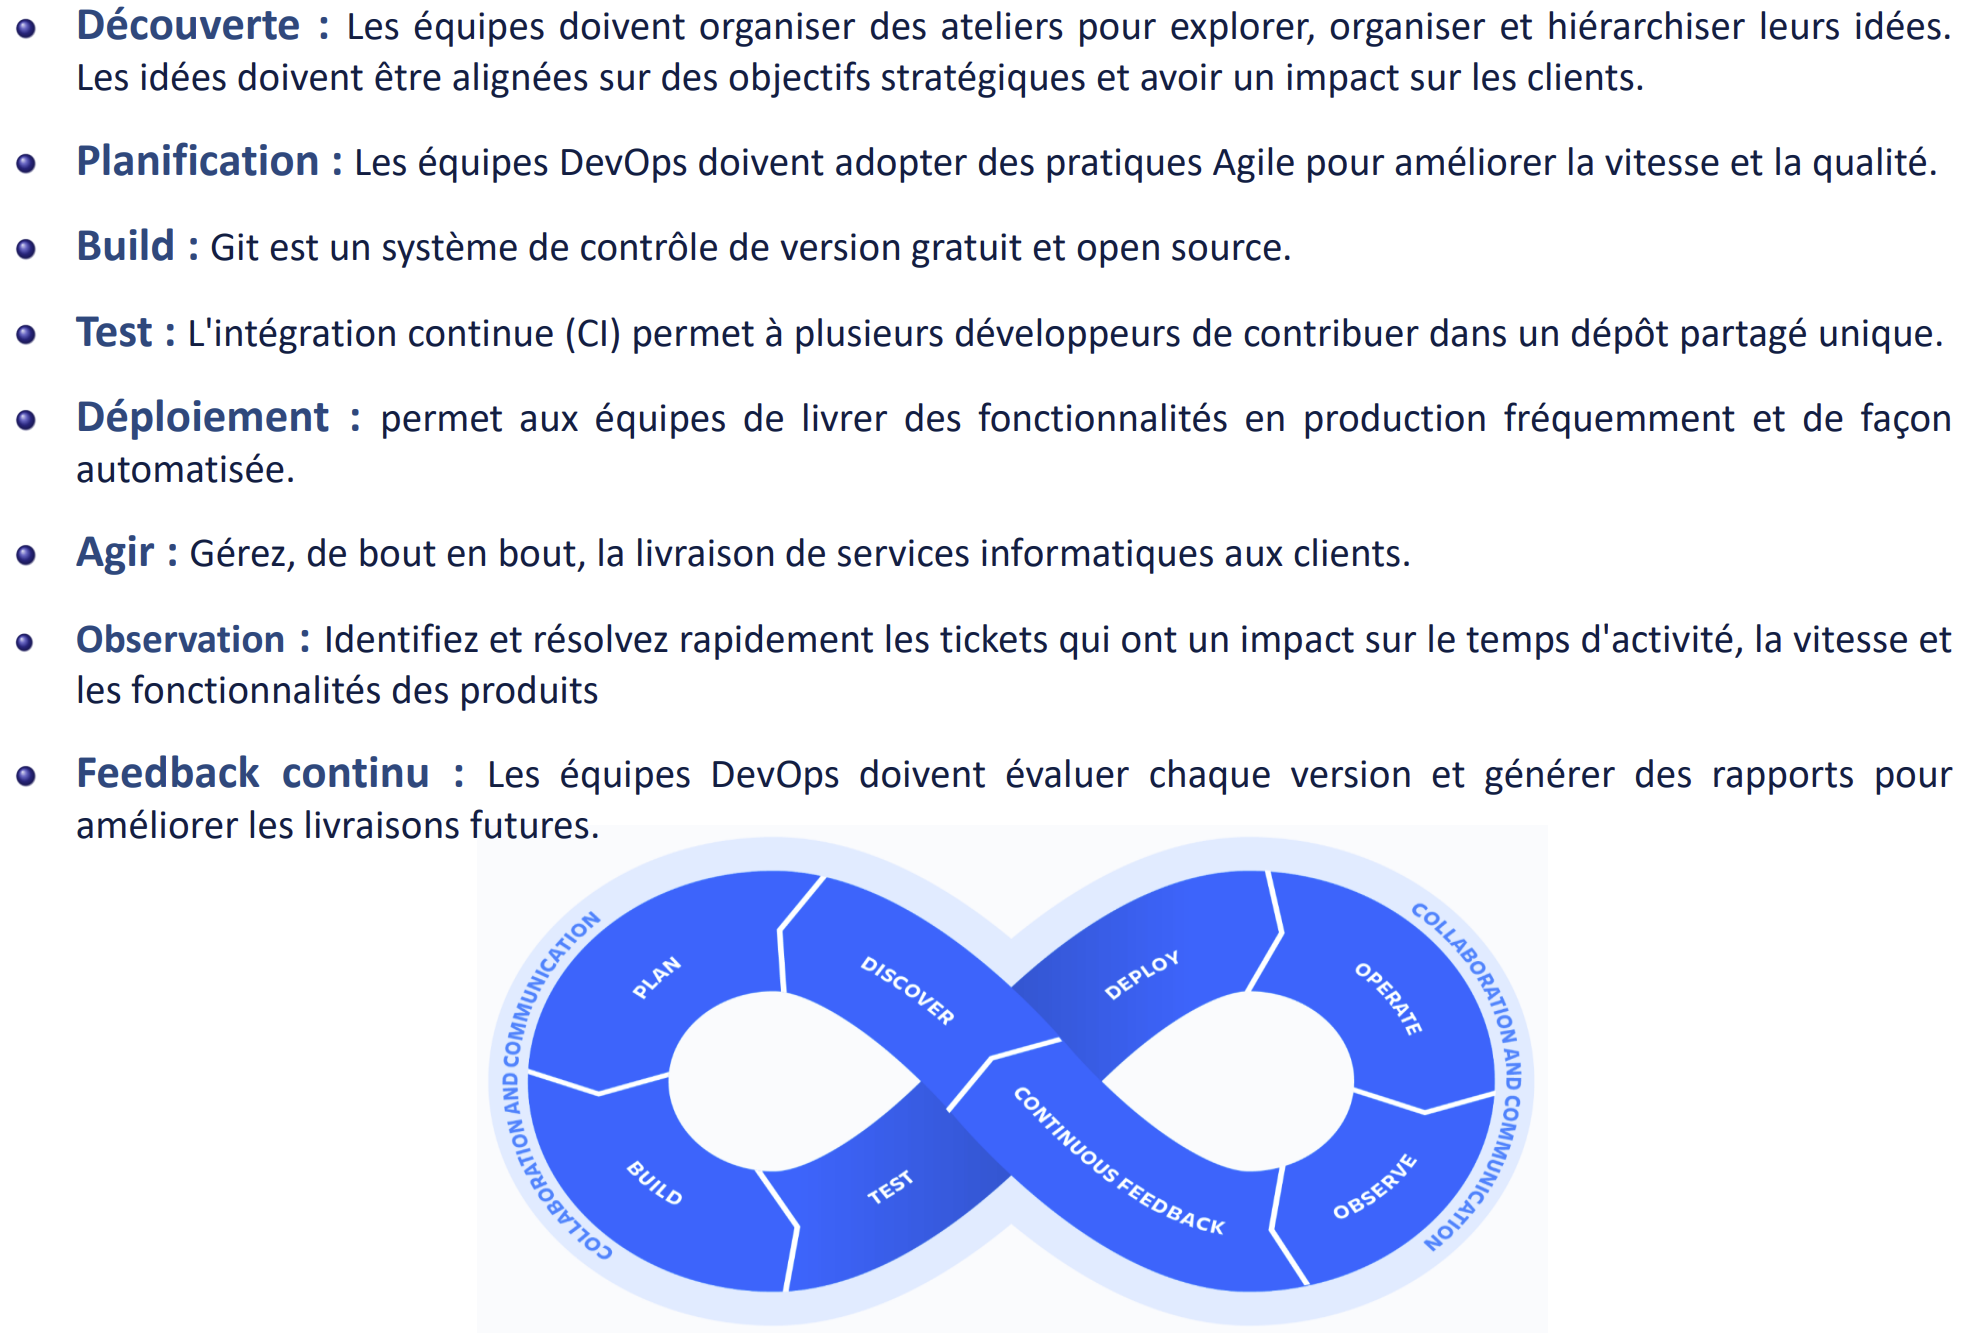 Découverte : Les équipes doivent organiser des ateliers pour explorer, organiser et hiérarchiser leurs idées.
Les idées doivent être alignées sur des objectifs stratégiques et avoir un impact sur les clients.
Planification : Les équipes DevOps doivent adopter des pratiques Agile pour améliorer la vitesse et la qualité.
Build : Git est un système de contrôle de version gratuit et open source.
Test : L'intégration continue (CI) permet à plusieurs développeurs de contribuer dans un dépôt partagé unique.
Déploiement : permet aux équipes de livrer des fonctionnalités en production fréquemment et de façon
automatisée.
Agir : Gérez, de bout en bout, la livraison de services informatiques aux clients.
Observation : Identifiez et résolvez rapidement les tickets qui ont un impact sur le temps d'activité, la vitesse et
les fonctionnalités des produits
Feedback continu : Les équipes DevOps doivent évaluer chaque version et générer des rapports pour
améliorer les livraisons futures.
COLLABORATION AND COMMUNICATION
PLAN
DISCOVER
DEPLOY
OPERATE
COLLABORATION AND COMMUNICATION
BUILD
TEST
CONTINUOUS FEEDBACK
OBSERVE